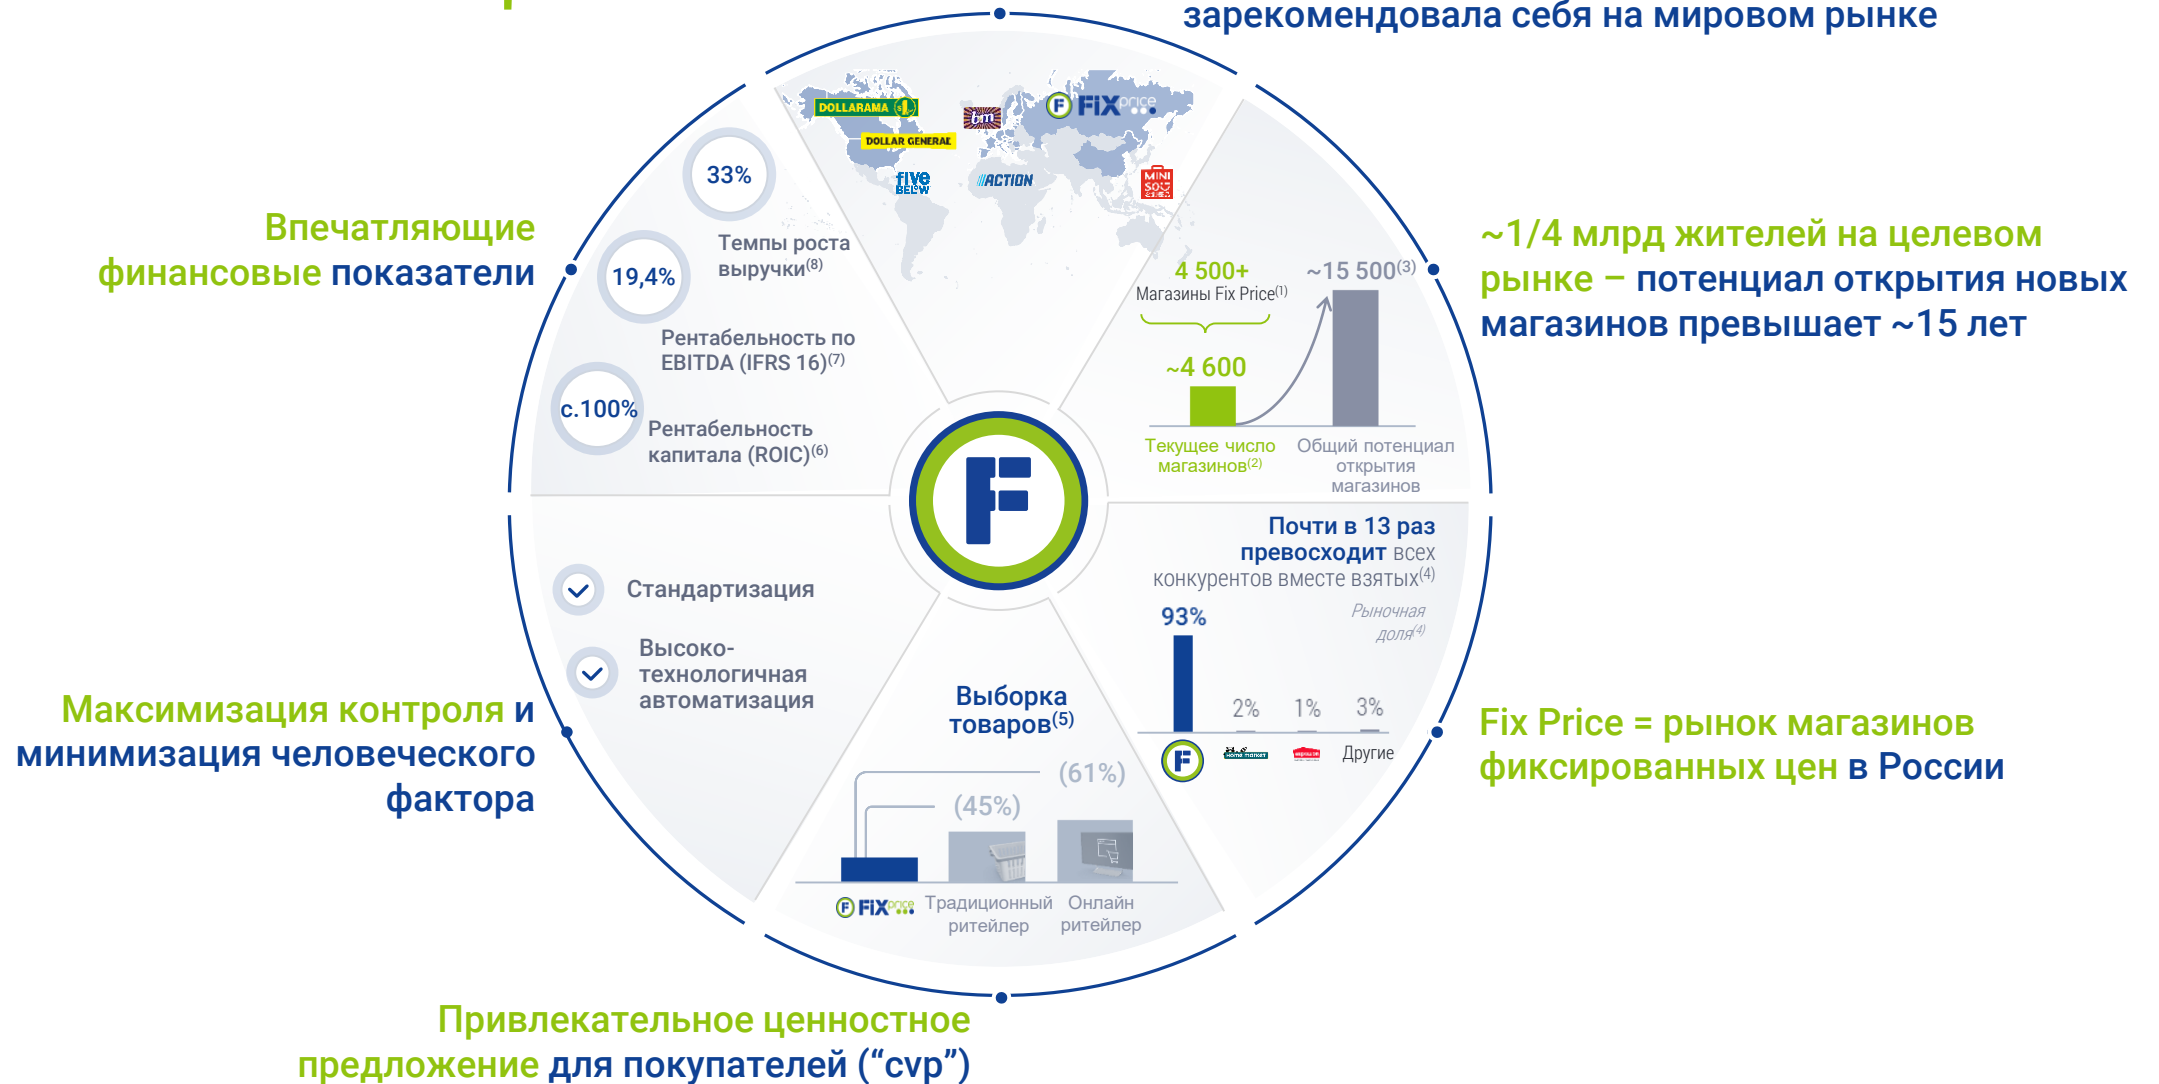 зарекомендовала себя на мировом рынке
DOLLARAMA
DOLLAR GENERAL
five
BELOW
bm
ACTION
FiX price
MINI
SO
33%
Темпы роста
выручки(8)
19,4%
Рентабельность по
EBITDA (IFRS 16)(7)
с.100%
Рентабельность
капитала (ROIC)(6)
Впечатляющие
финансовые показатели
4 500+
Магазины Fix Price(1)
~15 500(3)
~4 600
Текущее число
магазинов(2)
Общий потенциал
открытия
магазинов
~1/4 млрд жителей на целевом
рынке – потенциал открытия новых
магазинов превышает ~15 лет
F
Почти в 13 раз
превосходит всех
конкурентов вместе взятых(4)
Рыночная
доля(4)
93%
2%
1%
3%
F
home market
Другие
Fix Price = рынок магазинов
фиксированных цен в России
Стандартизация
Высоко-
технологичная
автоматизация
Максимизация контроля и
минимизация человеческого
фактора
Выборка
товаров(5)
(61%)
(45%)
F FiX price
Традиционный
ритейлер
Онлайн
ритейлер
Привлекательное ценностное
предложение для покупателей (“cvp”)